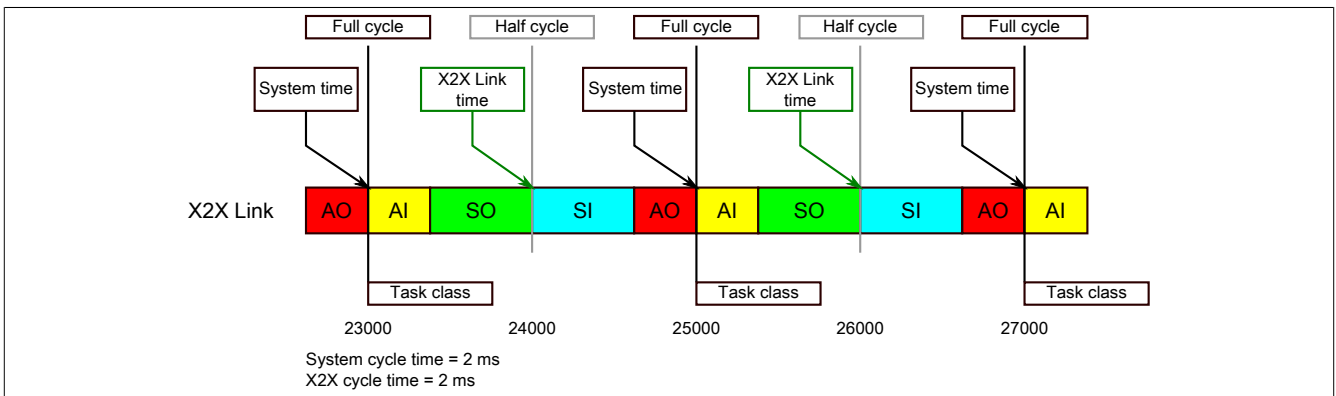 Full cycle Half cycle Full cycle Half cycle Full cycle
System time X2X Link time System time X2X Link time System time
X2X Link AO AI SO SI AO AI SO SI AO AI
Task class Task class Task class
23000 24000 25000 26000 27000
System cycle time = 2 ms
X2X cycle time = 2 ms